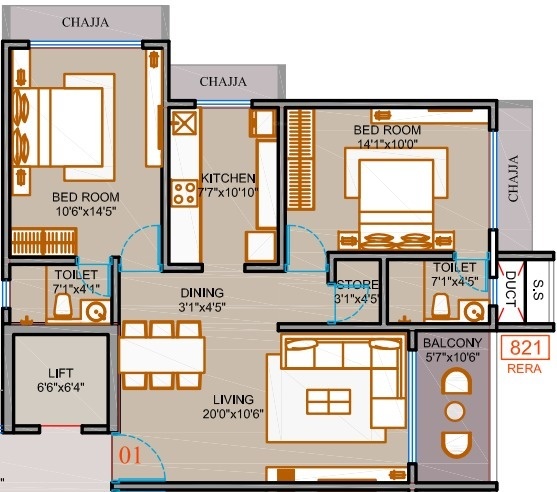 CHAJJA
CHAJJA
BED ROOM
14'1"x10'0"
CHAJJA
KITCHEN
7'7"x10'10"
BED ROOM
10'6"x14'5"
TOILET
7'1"x4'1"
DINING
3'1"x4'5"
STORE
3'1"x4'5"
TOILET
7'1"x4'5"
DUCT
S.S
821
RERA
BALCONY
5'7"x10'6"
LIFT
6'6"x6'4"
LIVING
20'0"x10'6"
01
"